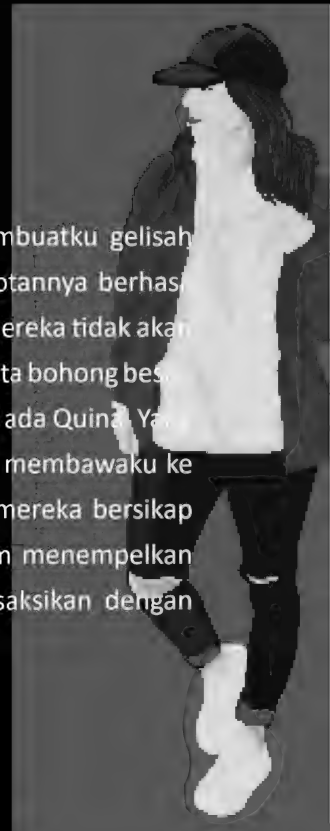 mbuatku gelisah
otannya berhasi
ereka tidak akan
ta bohong bes
ada Quina. Ya
membawaku ke
mereka bersikap
n menempelkan
saksikan dengan